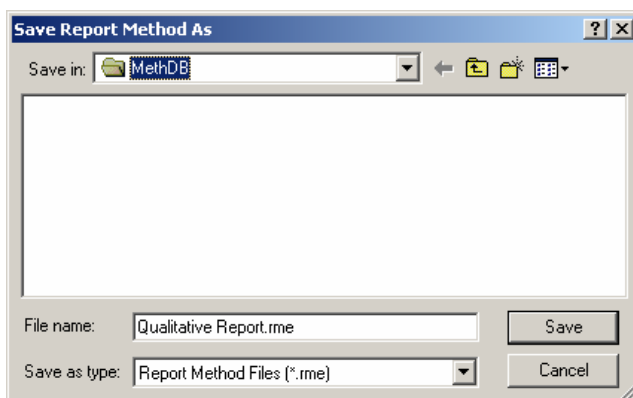 Save Report Method As
Save in: MethDB
File name: Qualitative Report.rme Save
Save as type: Report Method Files (*.rme) Cancel